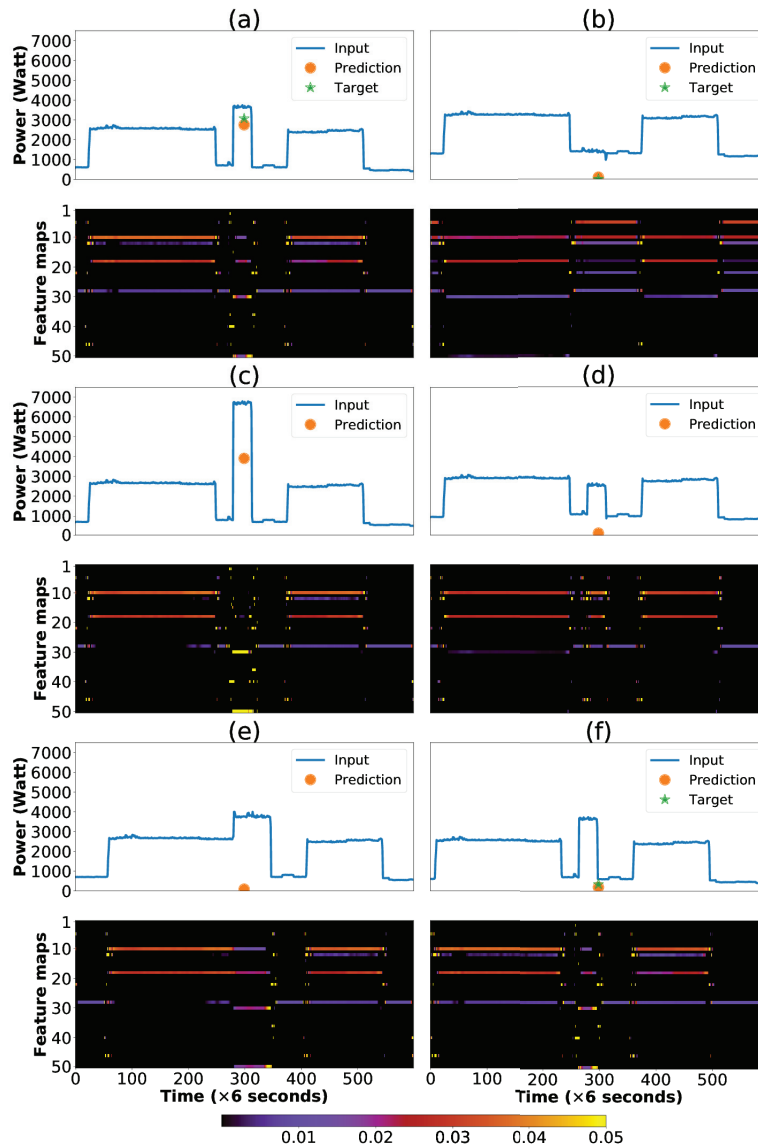 (a)
(b)
Power (Watt)
7000
6000
5000
4000
3000
2000
1000
0
Input
Prediction
Target
Input
Prediction
Target
Feature maps
1
10
20
30
40
50
(c)
(d)
Power (Watt)
7000
6000
5000
4000
3000
2000
1000
0
Input
Prediction
Input
Prediction
Feature maps
1
10
20
30
40
50
(e)
(f)
Power (Watt)
7000
6000
5000
4000
3000
2000
1000
0
Input
Prediction
Input
Prediction
Target
Feature maps
1
10
20
30
40
50
0 100 200 300 400 500
0 100 200 300 400 500
Time (×6 seconds)
Time (×6 seconds)
0.01 0.02 0.03 0.04 0.05